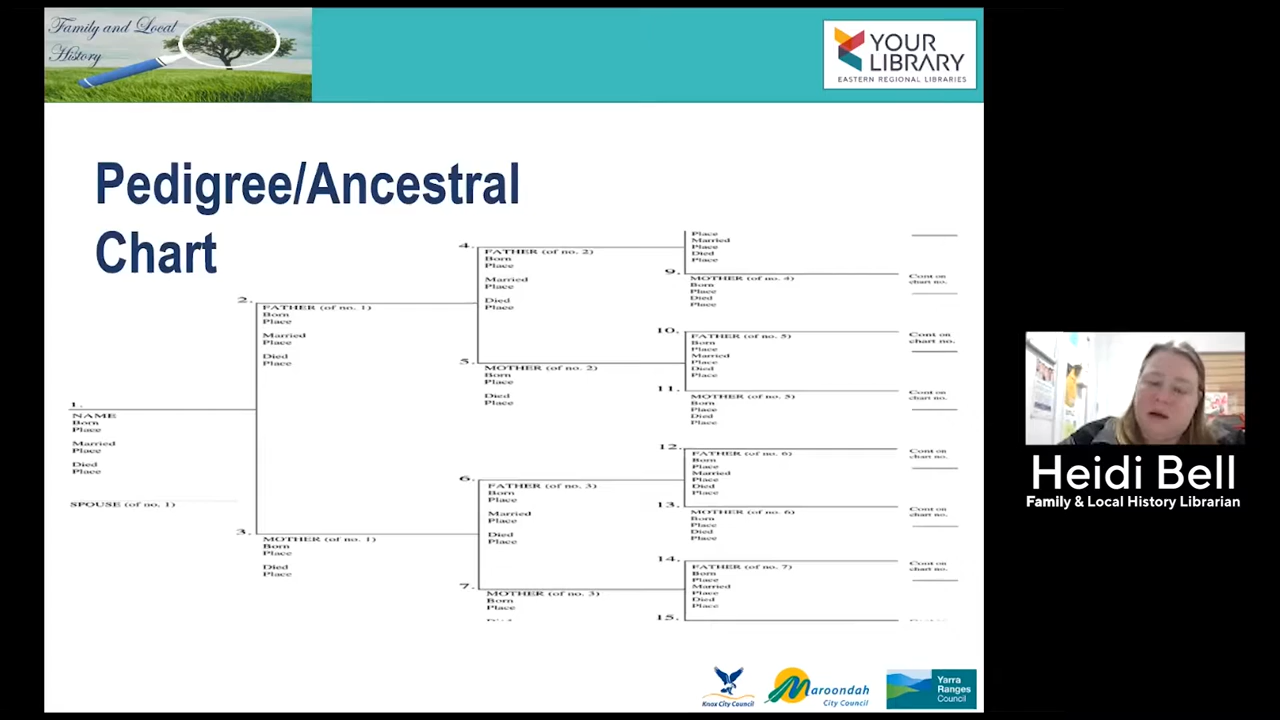 Family and Local
History
YOUR
LIBRARY
EASTERN REGIONAL LIBRARIES
Pedigree/Ancestral
Chart
1.
NAME
Born
Place
Married
Place
Died
Place
SPOUSE (of no. 1)
2.
FATHER (of no. 1)
Born
Place
Married
Place
Died
Place
3.
MOTHER (of no. 1)
Born
Place
Died
Place
4.
FATHER (of no. 2)
Born
Place
Married
Place
Died
Place
5.
MOTHER (of no. 2)
Born
Place
Died
Place
6.
FATHER (of no. 3)
Born
Place
Married
Place
Died
Place
7.
MOTHER (of no. 3)
Born
Place
Place
Married
Place
Died
Place
9.
MOTHER (of no. 4)
Born
Place
Died
Place
Cont on
chart no.
10.
FATHER (of no. 5)
Born
Place
Married
Place
Died
Place
Cont on
chart no.
11.
MOTHER (of no. 5)
Born
Place
Died
Place
Cont on
chart no.
12.
FATHER (of no. 6)
Born
Place
Married
Place
Died
Place
Cont on
chart no.
13.
MOTHER (of no. 6)
Born
Place
Died
Place
Cont on
chart no.
14.
FATHER (of no. 7)
Born
Place
Married
Place
Died
Place
Cont on
chart no.
15.
Heidi Bell
Family & Local History Librarian
Knox City Council
Maroondah
City Council
Yarra
Ranges
Council